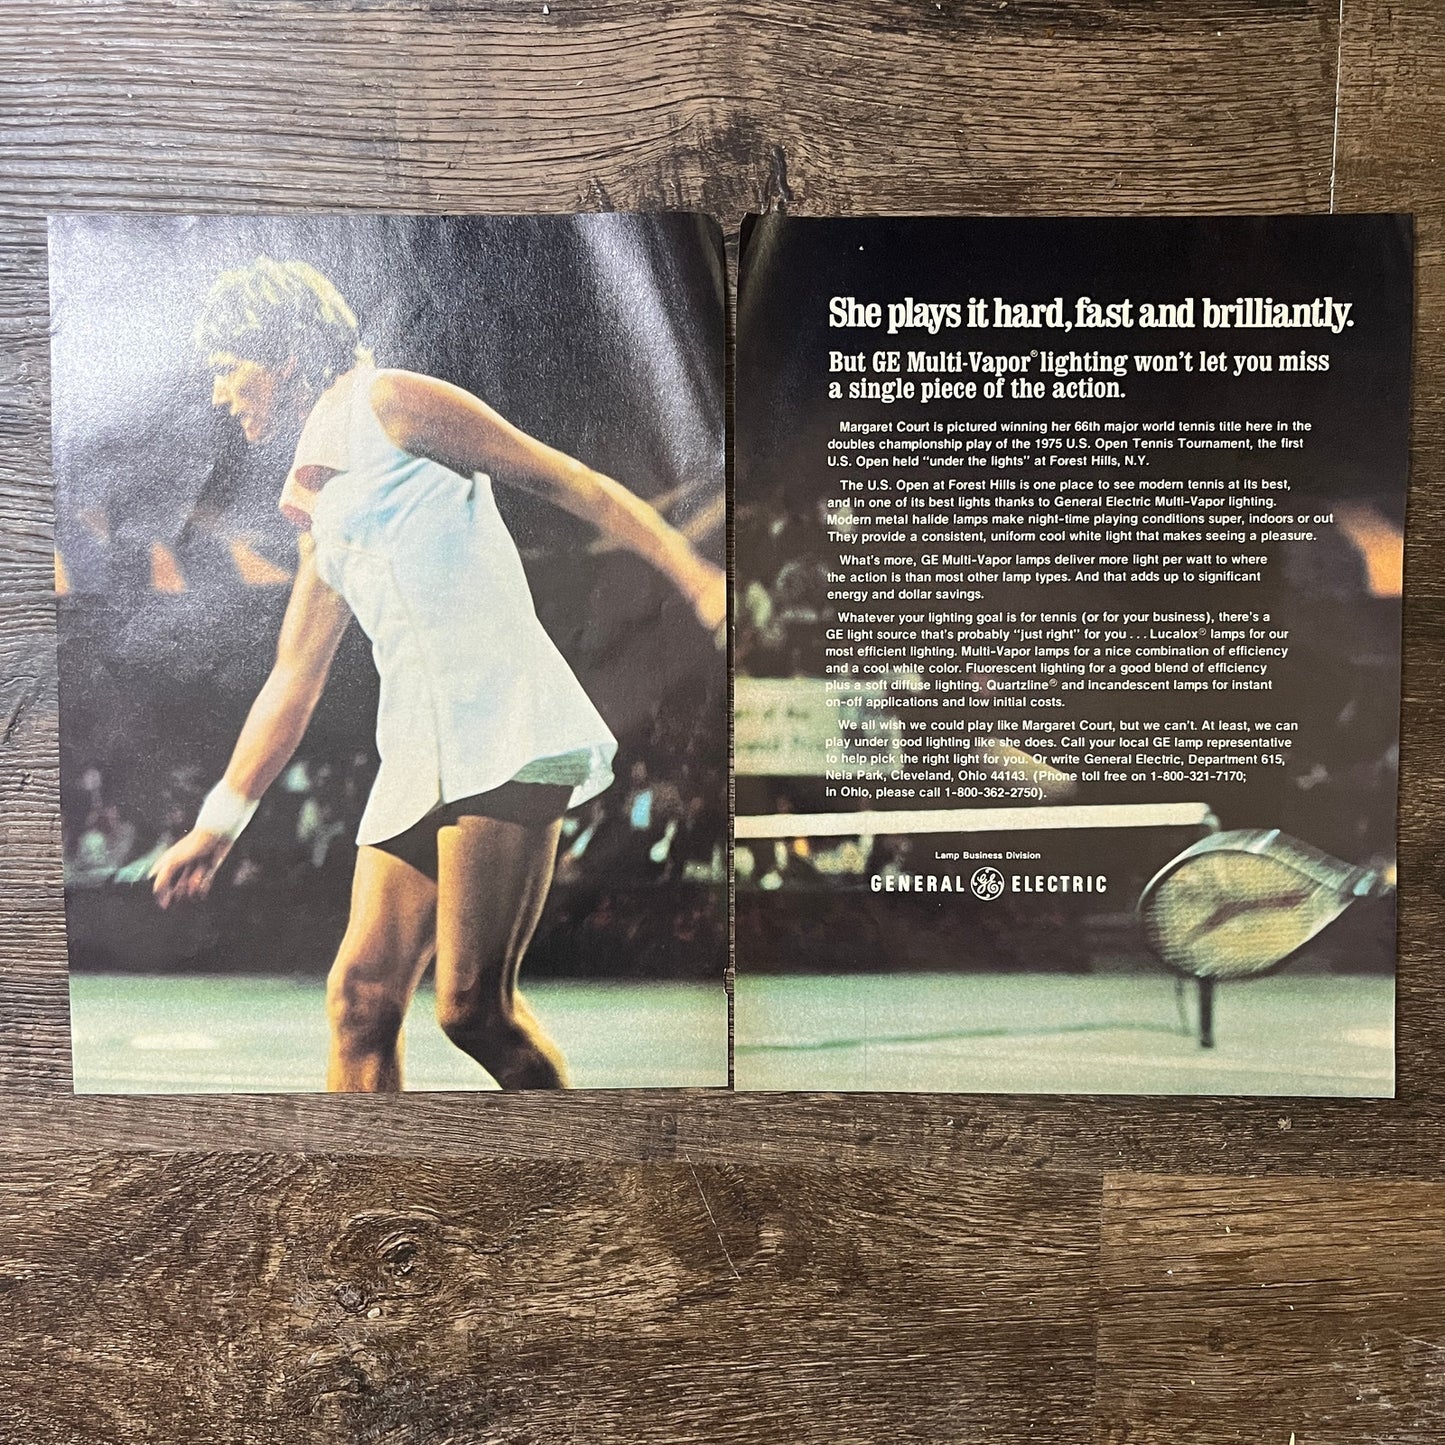 She plays it hard, fast and brilliantly.
But GE Multi-Vapor® lighting won't let you miss
a single piece of the action.
Margaret Court is pictured winning her 66th major world tennis title here in the
doubles championship play of the 1975 U.S. Open Tennis Tournament, the first
U.S. Open held "under the lights" at Forest Hills, N.Y.
The U.S. Open at Forest Hills is one place to see modern tennis at its best,
and in one of its best lights thanks to General Electric Multi-Vapor lighting.
Modern metal halide lamps make night-time playing conditions super, indoors or out
They provide a consistent, uniform cool white light that makes seeing a pleasure.
What's more, GE Multi-Vapor lamps deliver more light per watt to where
the action is than most other lamp types. And that adds up to significant
energy and dollar savings.
Whatever your lighting goal is for tennis (or for your business), there's a
GE light source that's probably "just right" for you . . . Lucalox® lamps for our
most efficient lighting. Multi-Vapor lamps for a nice combination of efficiency
and a cool white color. Fluorescent lighting for a good blend of efficiency
plus a soft diffuse lighting. Quartzline® and incandescent lamps for instant
on-off applications and low initial costs.
We all wish we could play like Margaret Court, but we can't. At least, we can
play under good lighting like she does. Call your local GE lamp representative
to help pick the right light for you. Or write General Electric, Department 615,
Nela Park, Cleveland, Ohio 44143. (Phone toll free on 1-800-321-7170;
in Ohio, please call 1-800-362-2750).
Lamp Business Division
GENERAL GE ELECTRIC